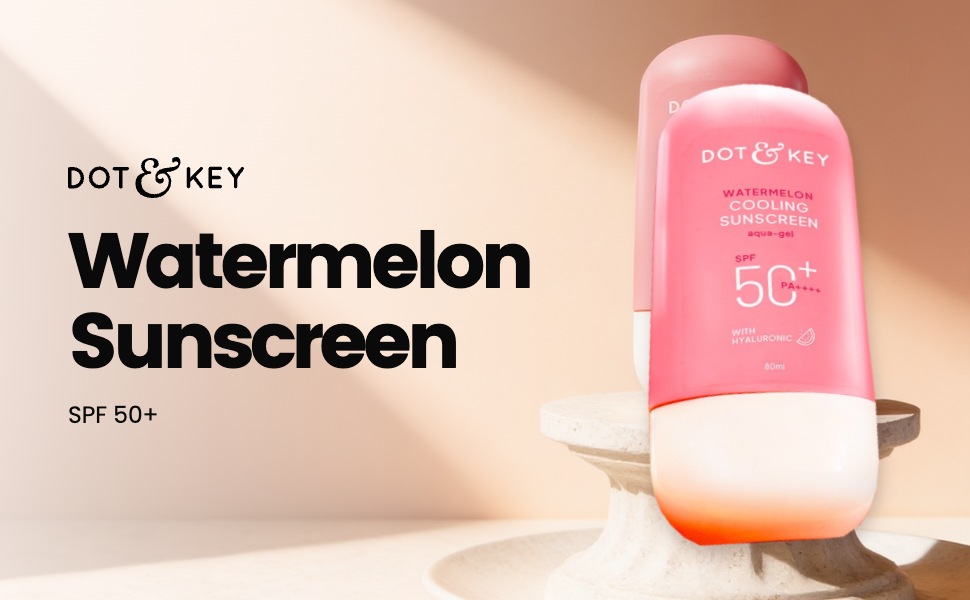 DOT & KEY
Watermelon
Sunscreen
SPF 50+
DOT & KEY
WATERMELON
COOLING
SUNSCREEN
aqua-gel
SPF
50+
PA++++
WITH
HYALURONIC
80ml